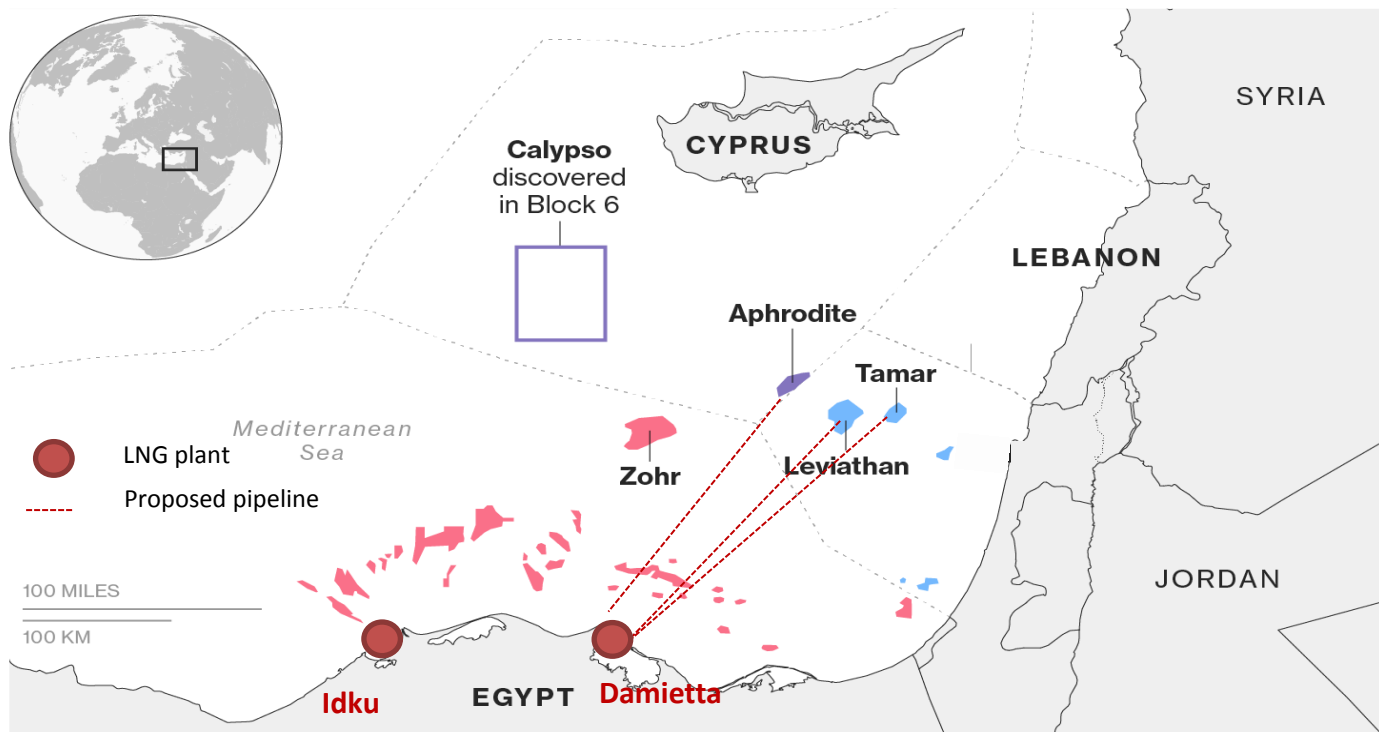 SYRIA
CYPRUS
Calypso
discovered
in Block 6
LEBANON
Aphrodite
Tamar
Mediterranean
Sea
LNG plant
Zohr
Leviathan
Proposed pipeline
100 MILES
100 KM
JORDAN
Idku
EGYPT
Damietta